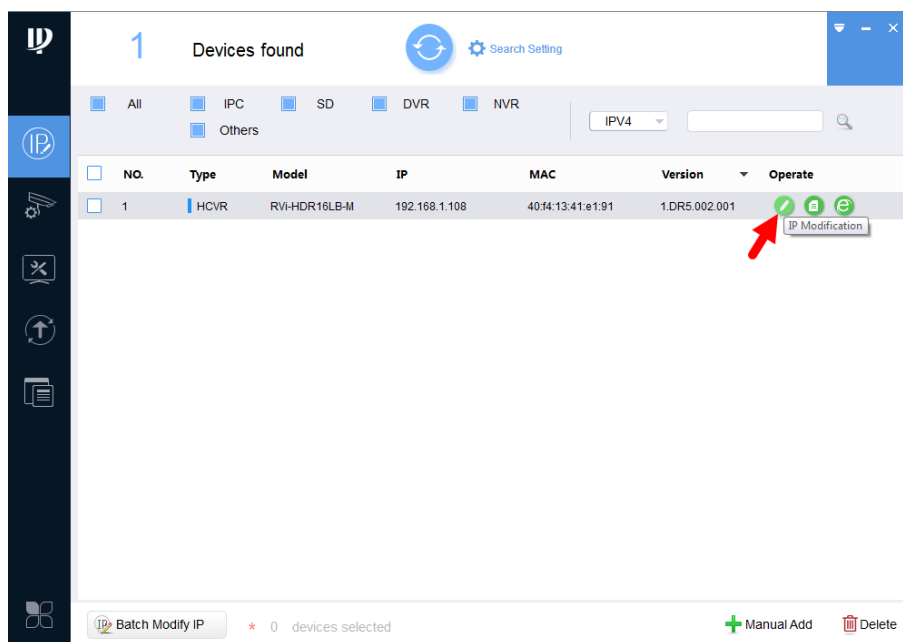 1 Devices found Search Setting
All IPC SD DVR NVR
Others
IPV4
NO. Type Model IP MAC Version Operate
1 HCVR RVi-HDR16LB-M 192.168.1.108 40:f4:13:41:e1:91 1.DR5.002.001
IP Modification
Batch Modify IP * 0 devices selected Manual Add Delete